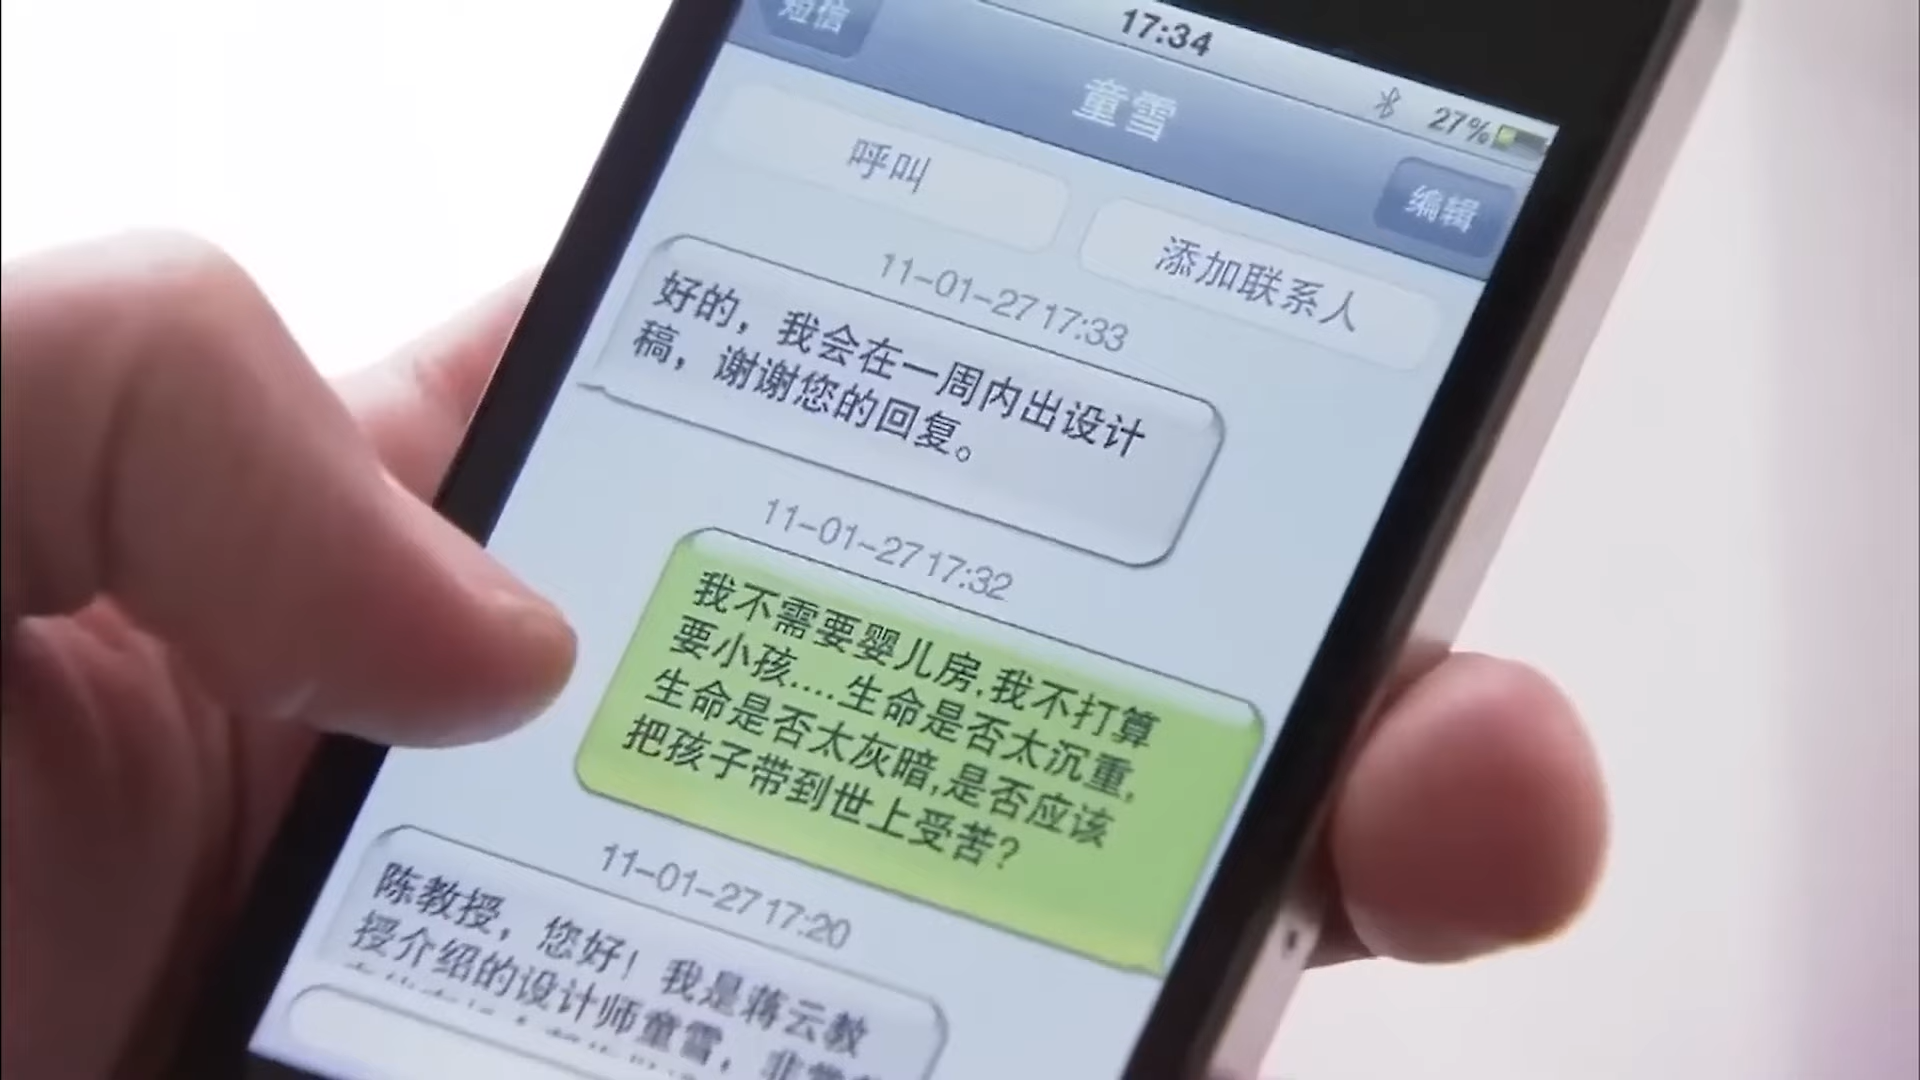 17:34
27%
短信
童雪
编辑
呼叫
添加联系人
11-01-27 17:33
好的，我会在一周内出设计
稿，谢谢您的回复。
11-01-27 17:32
我不需要婴儿房.我不打算
要小孩....生命是否太沉重,
生命是否太灰暗,是否应该
把孩子带到世上受苦?
11-01-27 17:20
陈教授，您好！我是蒋云教
授介绍的设计师童雪，非常